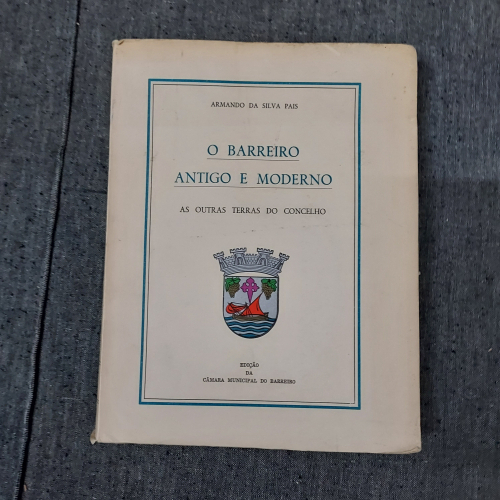 ARMANDO DA SILVA PAIS
O BARREIRO
ANTIGO E MODERNO
AS OUTRAS TERRAS DO CONCELHO
EDIÇÃO
DA
CÂMARA MUNICIPAL DO BARREIRO